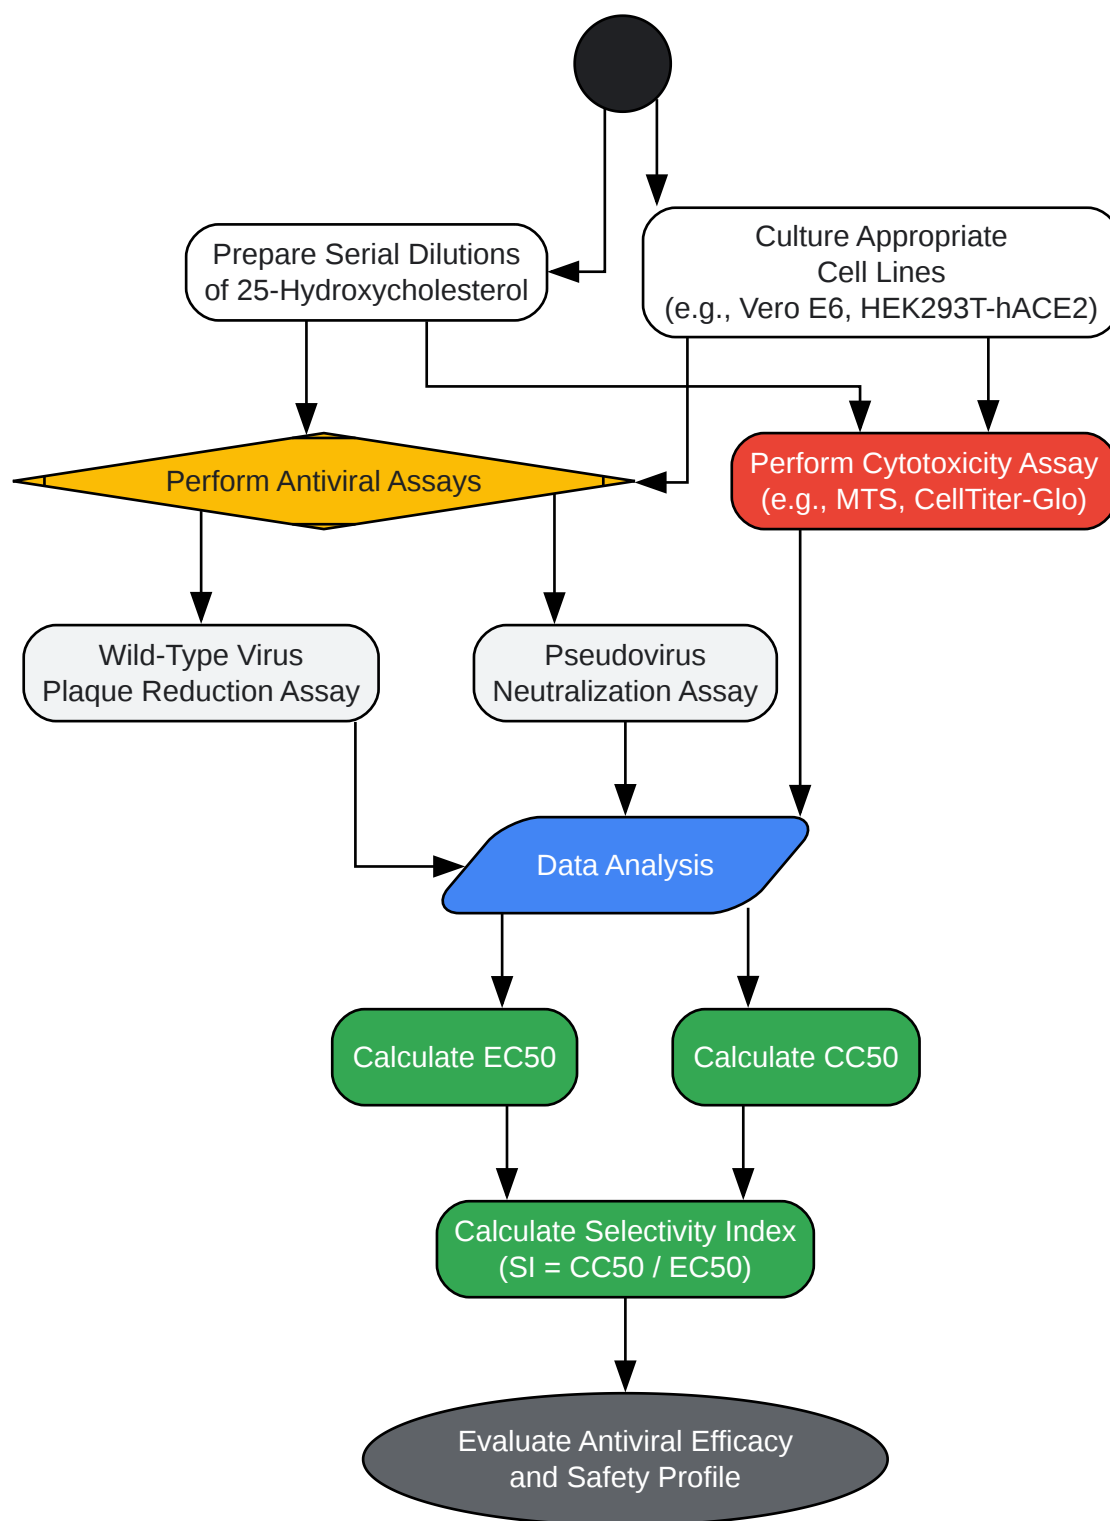 Prepare Serial Dilutions
of 25-Hydroxycholesterol
Culture Appropriate
Cell Lines
(e.g., Vero E6, HEK293T-hACE2)
Perform Antiviral Assays
Perform Cytotoxicity Assay
(e.g., MTS, CellTiter-Glo)
Wild-Type Virus
Plaque Reduction Assay
Pseudovirus
Neutralization Assay
Data Analysis
Calculate EC50
Calculate CC50
Calculate Selectivity Index
(SI = CC50 / EC50)
Evaluate Antiviral Efficacy
and Safety Profile